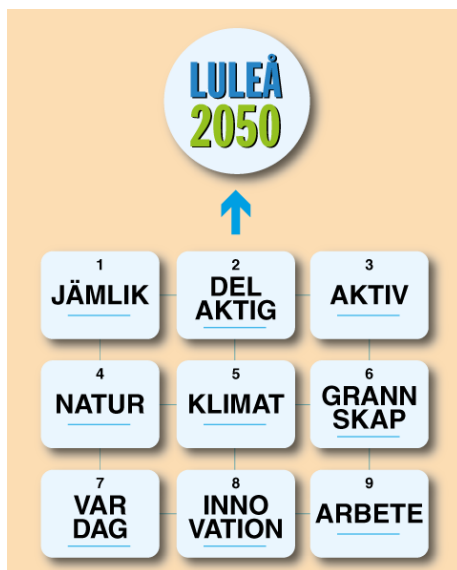 LULEÅ
2050
1
JÄMLIK
2
DEL
AKTIG
3
AKTIV
4
NATUR
5
KLIMAT
6
GRANN
SKAP
7
VAR
DAG
8
INNO
VATION
9
ARBETE